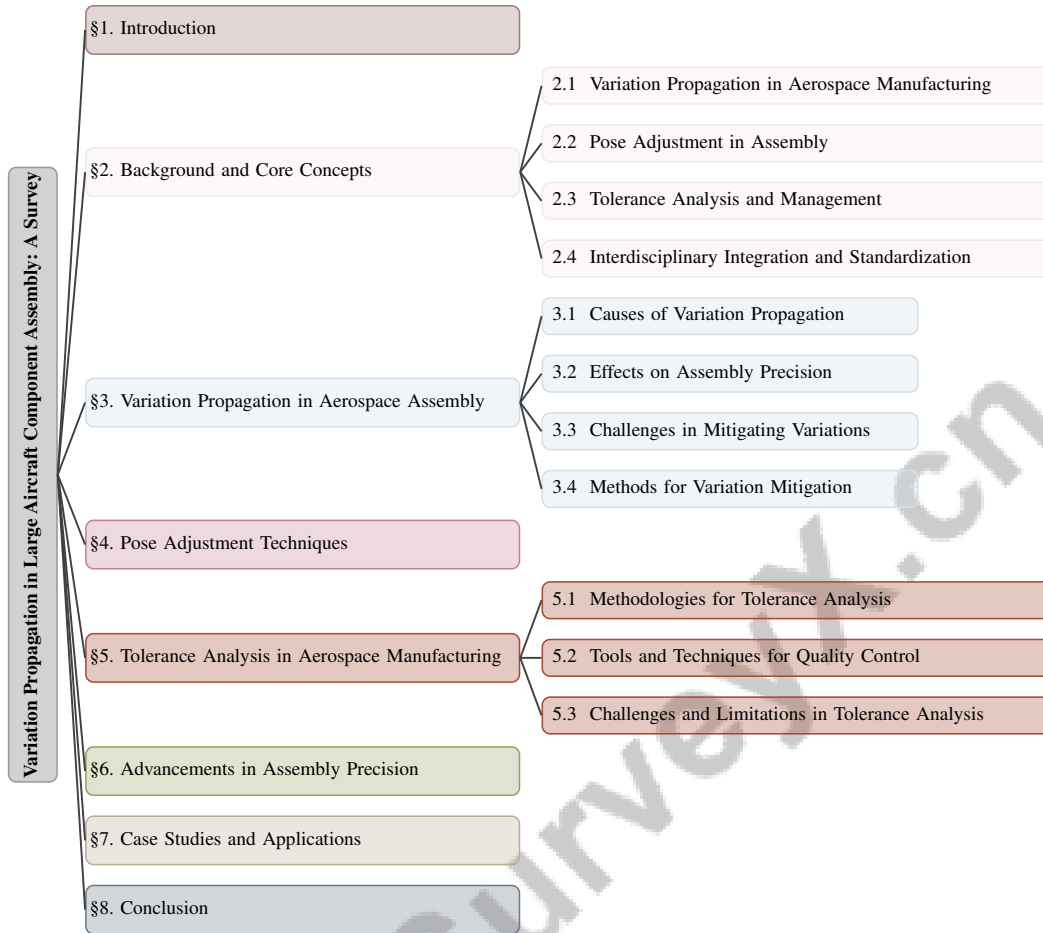 Variation Propagation in Large Aircraft Component Assembly: A Survey
§1. Introduction
§2. Background and Core Concepts
2.1 Variation Propagation in Aerospace Manufacturing
2.2 Pose Adjustment in Assembly
2.3 Tolerance Analysis and Management
2.4 Interdisciplinary Integration and Standardization
§3. Variation Propagation in Aerospace Assembly
3.1 Causes of Variation Propagation
3.2 Effects on Assembly Precision
3.3 Challenges in Mitigating Variations
3.4 Methods for Variation Mitigation
§4. Pose Adjustment Techniques
§5. Tolerance Analysis in Aerospace Manufacturing
5.1 Methodologies for Tolerance Analysis
5.2 Tools and Techniques for Quality Control
5.3 Challenges and Limitations in Tolerance Analysis
§6. Advancements in Assembly Precision
§7. Case Studies and Applications
§8. Conclusion
Surveyx.cn